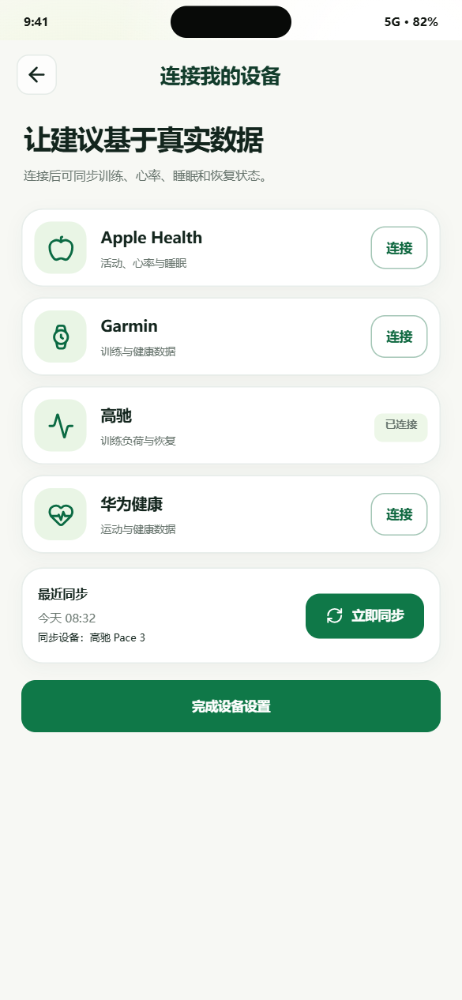 9:41
5G • 82%
连接我的设备
让建议基于真实数据
连接后可同步训练、心率、睡眠和恢复状态。
Apple Health
活动、心率与睡眠
连接
Garmin
训练与健康数据
连接
高驰
训练负荷与恢复
已连接
华为健康
运动与健康数据
连接
最近同步
今天 08:32
同步设备：高驰 Pace 3
立即同步
完成设备设置